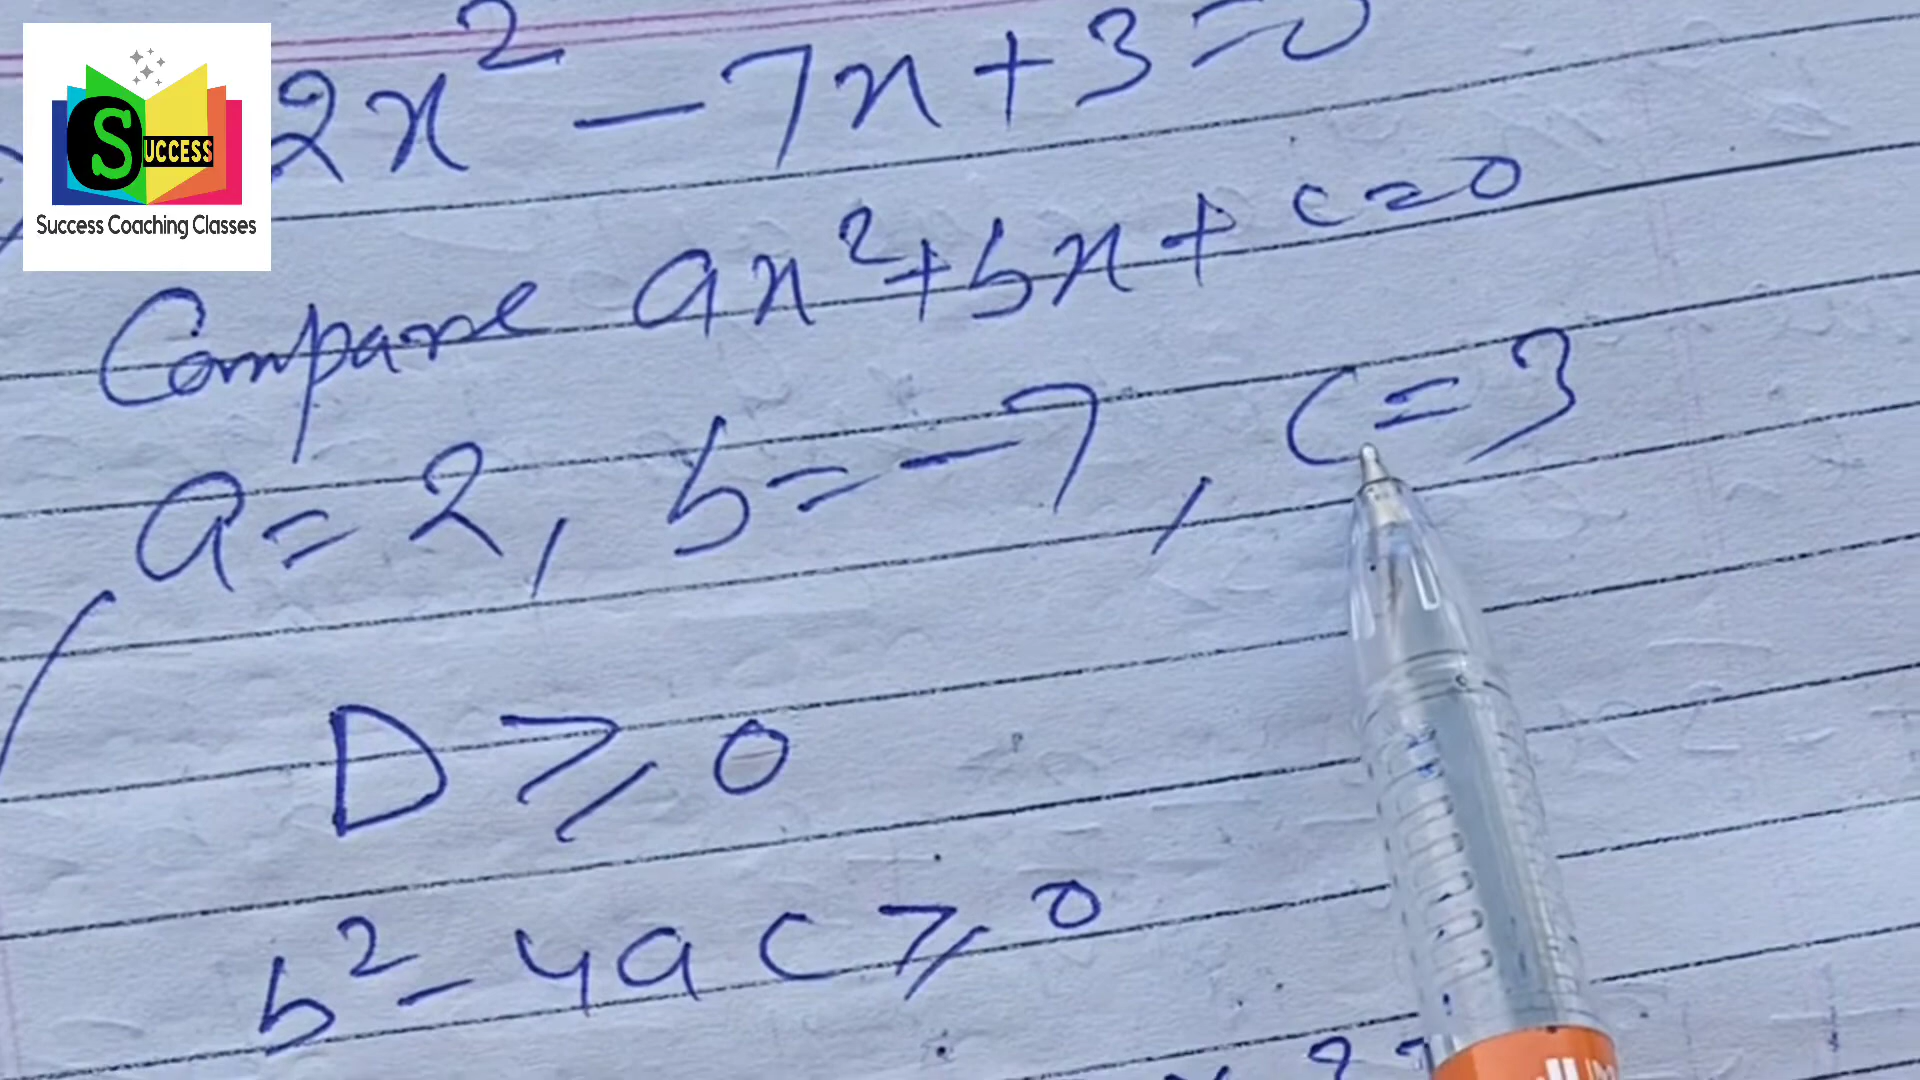 SUCCESS
Success Coaching Classes
2x² - 7x + 3 = 0
Compare ax² + bx + c = 0
a = 2, b = -7, c = 3
D ≥ 0
b² - 4ac ≥ 0